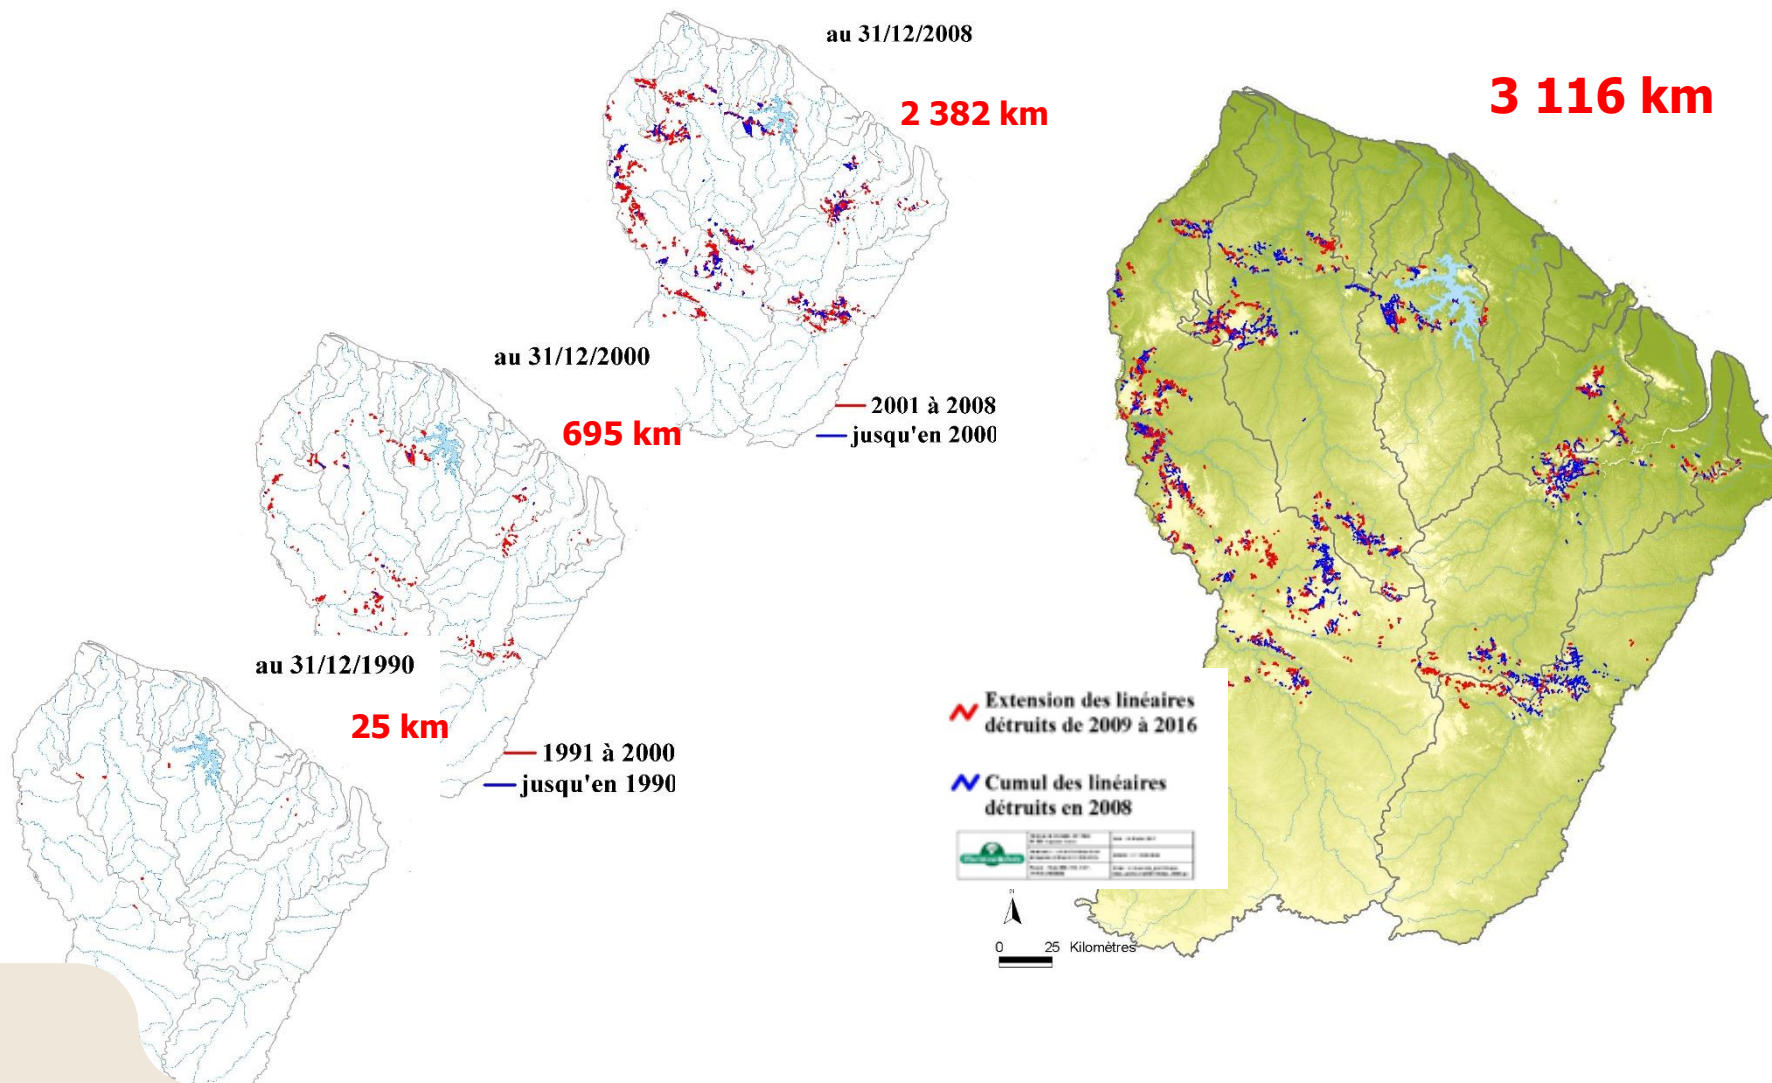 au 31/12/2008
2 382 km
3 116 km
au 31/12/2000
695 km
2001 à 2008
jusqu'en 2000
au 31/12/1990
25 km
1991 à 2000
jusqu'en 1990
Extension des linéaires
détruits de 2009 à 2016
Cumul des linéaires
détruits en 2008
0 25 Kilomètres